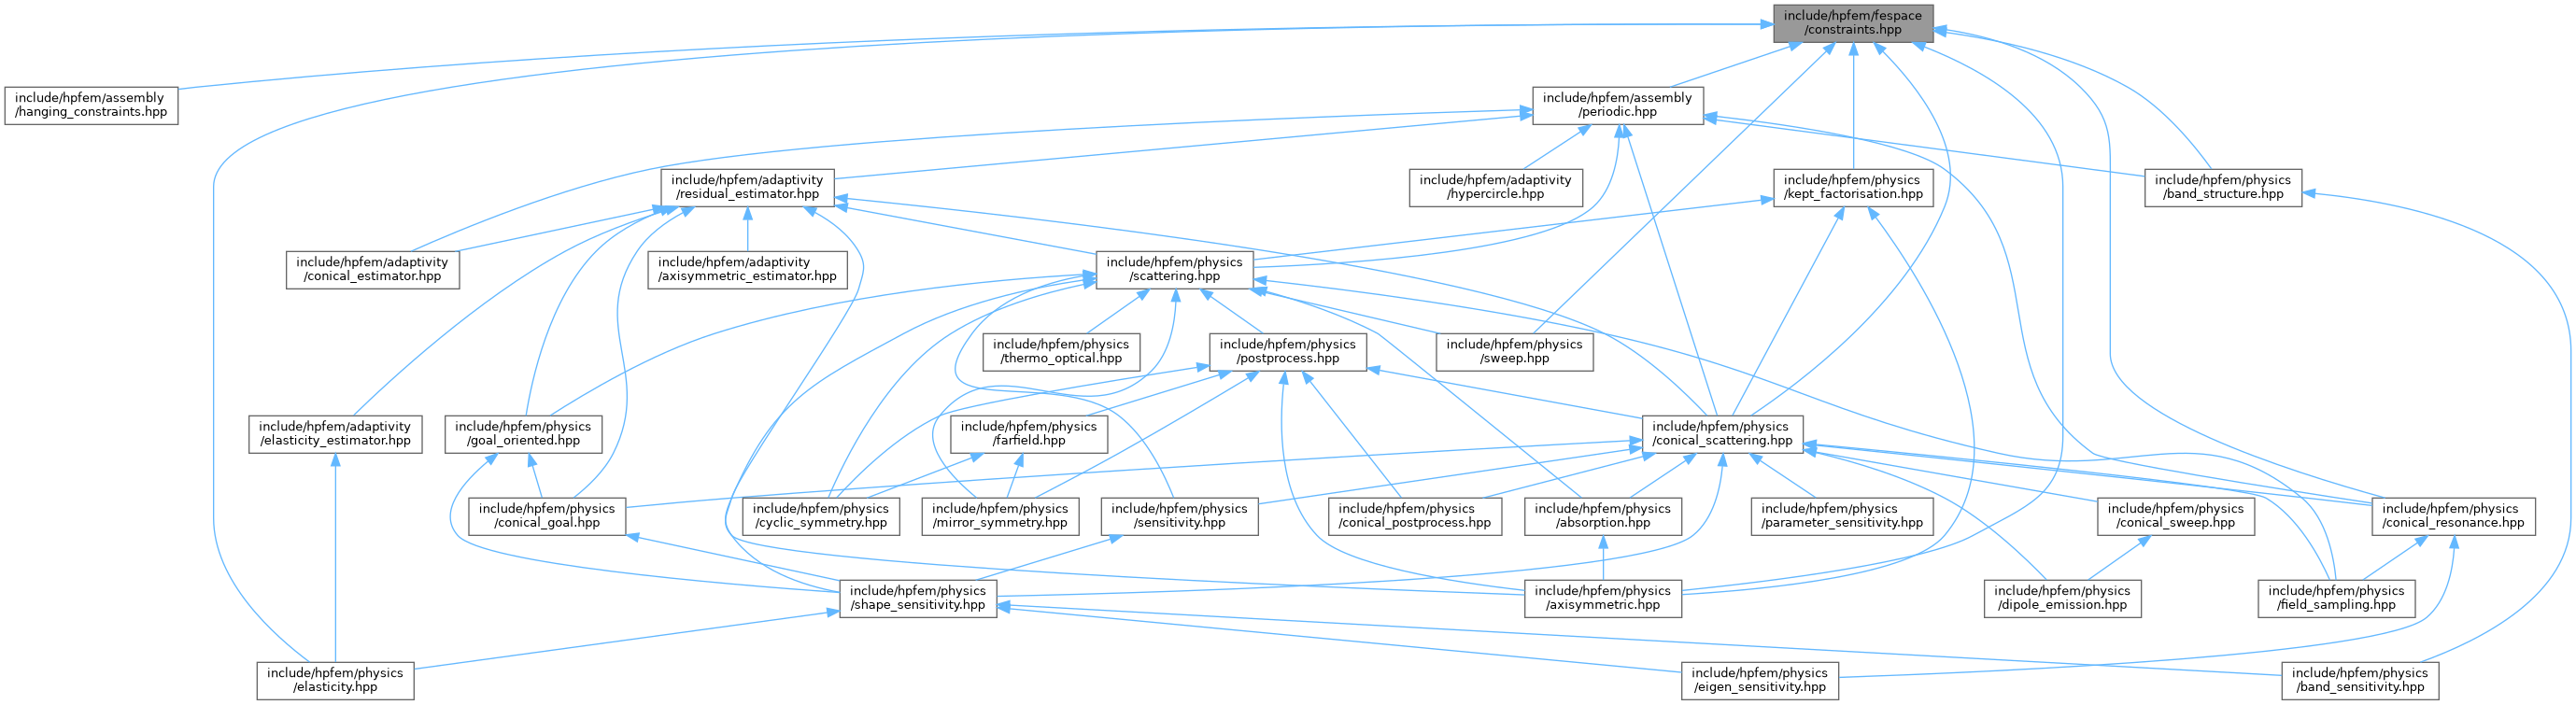 include/hpfem/fespace
/constraints.hpp
include/hpfem/assembly
/hanging_constraints.hpp
include/hpfem/assembly
/periodic.hpp
include/hpfem/adaptivity
/residual_estimator.hpp
include/hpfem/adaptivity
/hypercircle.hpp
include/hpfem/physics
/kept_factorisation.hpp
include/hpfem/physics
/band_structure.hpp
include/hpfem/adaptivity
/conical_estimator.hpp
include/hpfem/adaptivity
/axisymmetric_estimator.hpp
include/hpfem/physics
/scattering.hpp
include/hpfem/physics
/thermo_optical.hpp
include/hpfem/physics
/postprocess.hpp
include/hpfem/physics
/sweep.hpp
include/hpfem/adaptivity
/elasticity_estimator.hpp
include/hpfem/physics
/goal_oriented.hpp
include/hpfem/physics
/farfield.hpp
include/hpfem/physics
/conical_scattering.hpp
include/hpfem/physics
/conical_goal.hpp
include/hpfem/physics
/cyclic_symmetry.hpp
include/hpfem/physics
/mirror_symmetry.hpp
include/hpfem/physics
/sensitivity.hpp
include/hpfem/physics
/conical_postprocess.hpp
include/hpfem/physics
/absorption.hpp
include/hpfem/physics
/parameter_sensitivity.hpp
include/hpfem/physics
/conical_sweep.hpp
include/hpfem/physics
/conical_resonance.hpp
include/hpfem/physics
/shape_sensitivity.hpp
include/hpfem/physics
/axisymmetric.hpp
include/hpfem/physics
/dipole_emission.hpp
include/hpfem/physics
/field_sampling.hpp
include/hpfem/physics
/elasticity.hpp
include/hpfem/physics
/eigen_sensitivity.hpp
include/hpfem/physics
/band_sensitivity.hpp